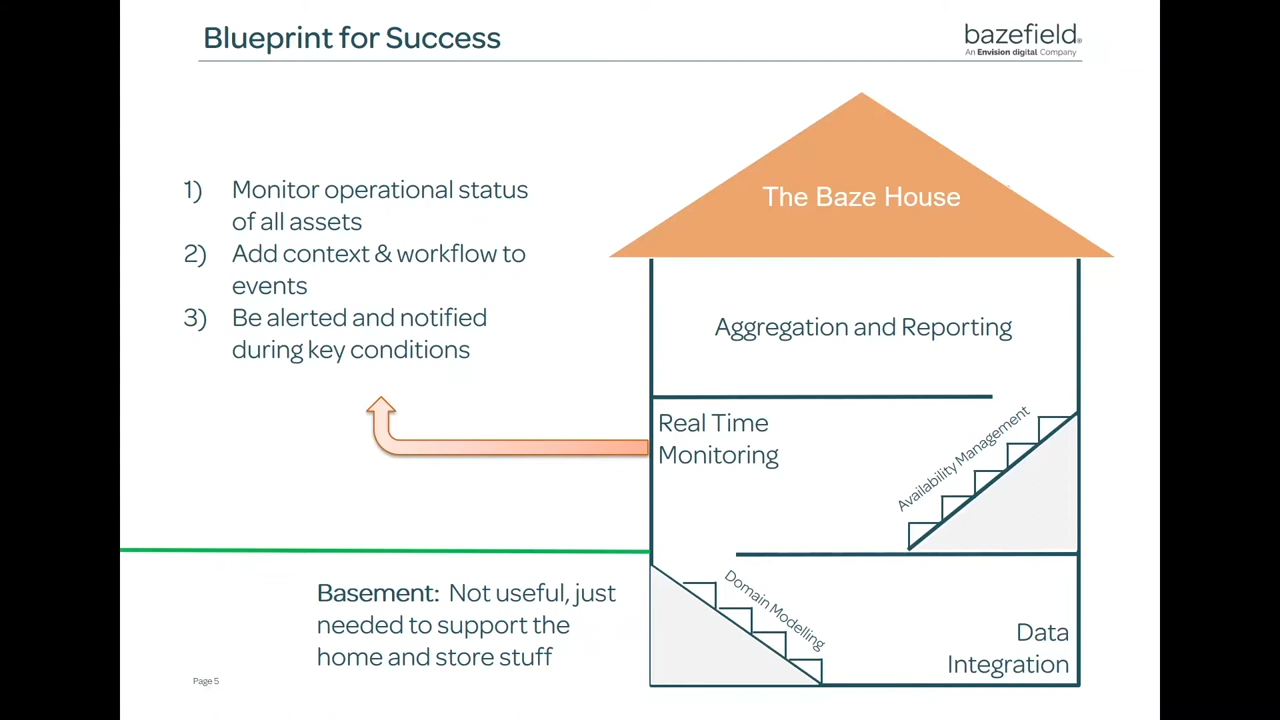 Blueprint for Success
bazefield®
An Envision digital Company
1) Monitor operational status
of all assets
2) Add context & workflow to
events
3) Be alerted and notified
during key conditions
The Baze House
Aggregation and Reporting
Real Time
Monitoring
Availability Management
Basement: Not useful, just
needed to support the
home and store stuff
Domain Modelling
Data
Integration
Page 5